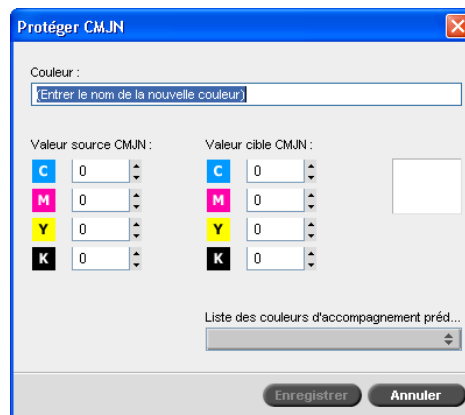 Protéger CMJN
Couleur :
(Entrer le nom de la nouvelle couleur)
Valeur source CMJN :
Valeur cible CMJN :
C 0 C 0
M 0 M 0
Y 0 Y 0
K 0 K 0
Liste des couleurs d'accompagnement préd...
Enregistrer Annuler